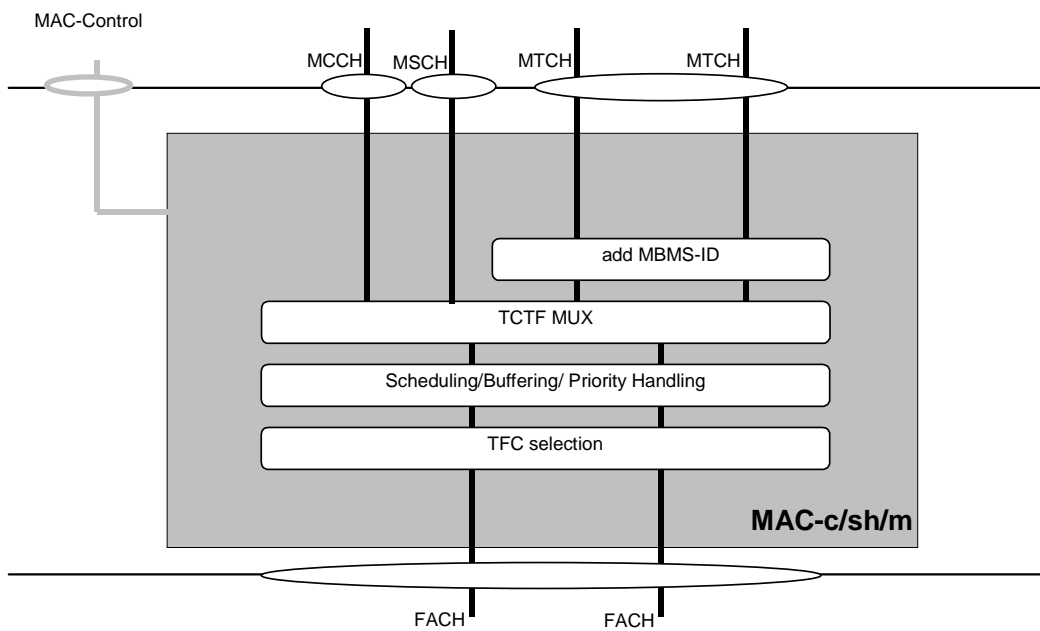 MAC-Control
MCCH
MSCH
MTCH
MTCH
add MBMS-ID
TCTF MUX
Scheduling/Buffering/ Priority Handling
TFC selection
MAC-c/sh/m
FACH
FACH